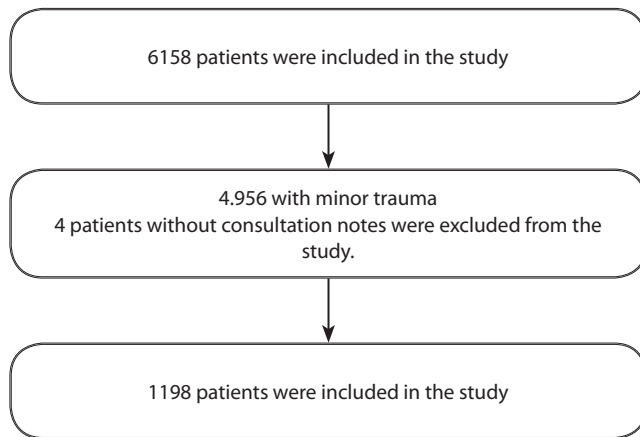 6158 patients were included in the study
4.956 with minor trauma
4 patients without consultation notes were excluded from the
study.
1198 patients were included in the study